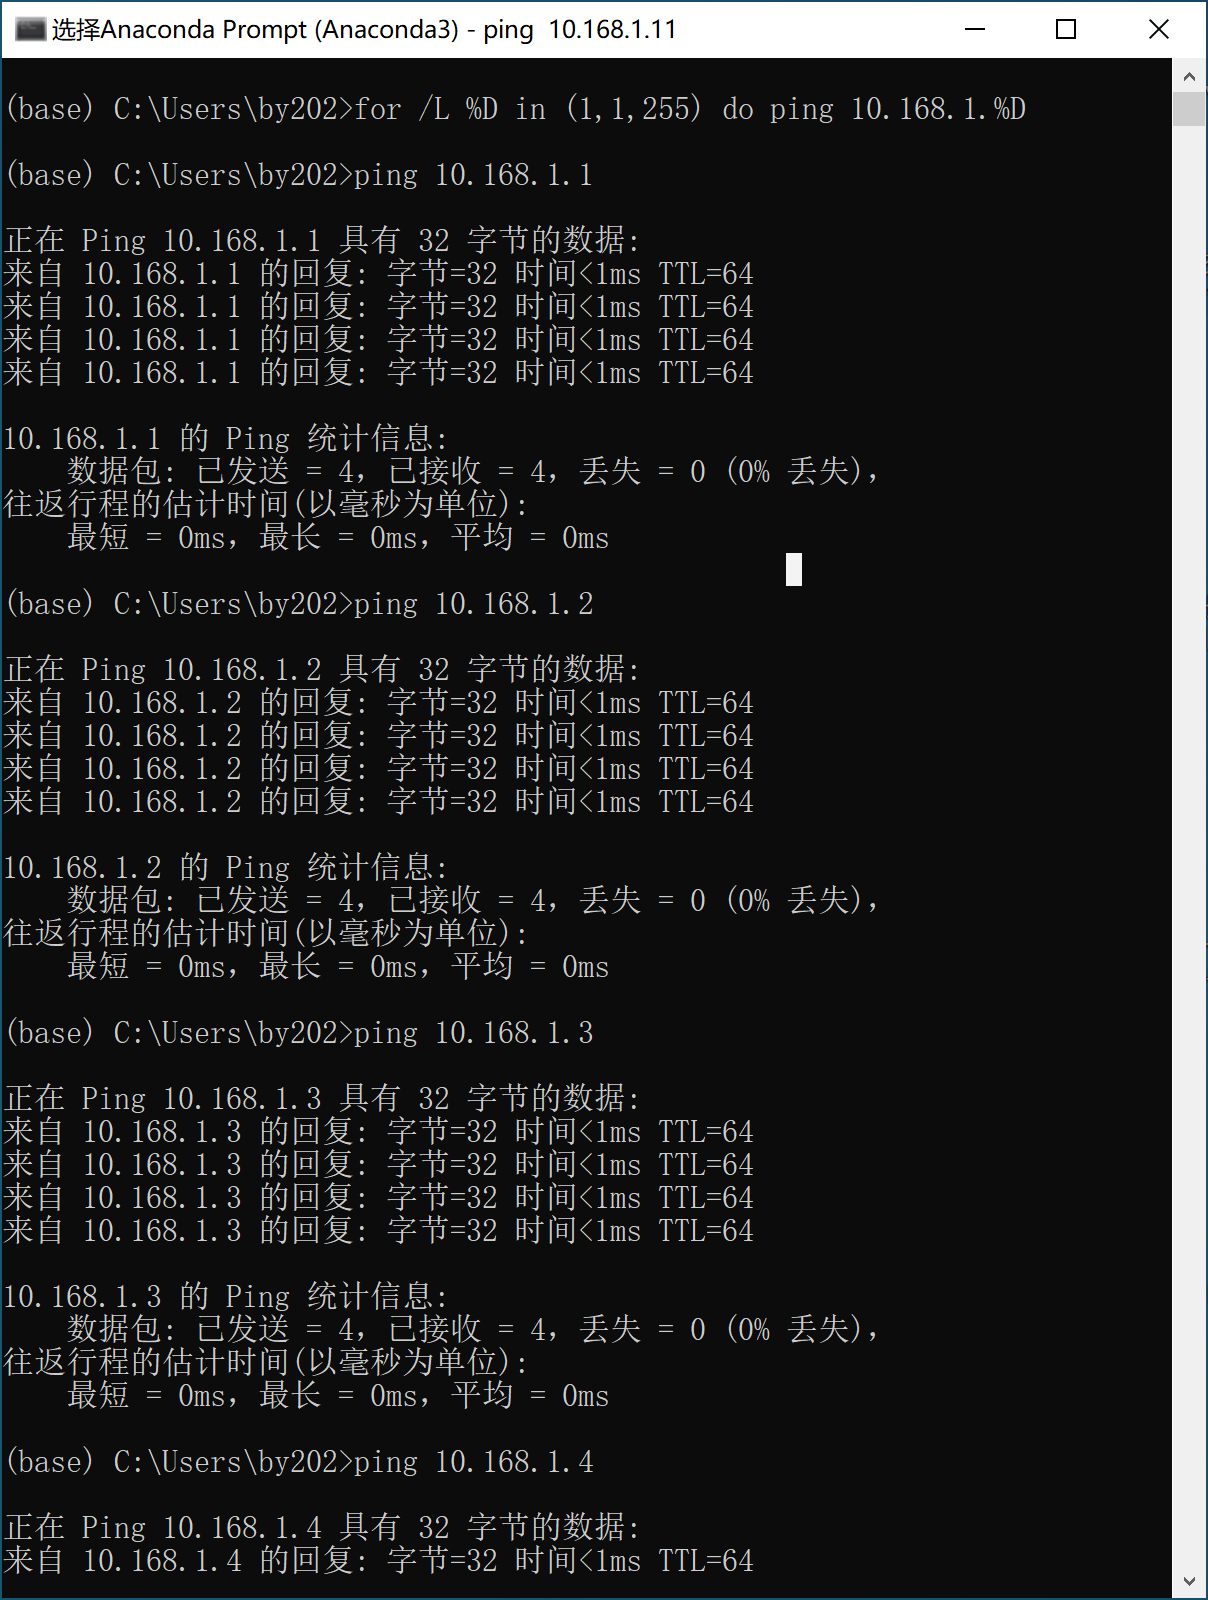 选择Anaconda Prompt (Anaconda3) - ping  10.168.1.11
(base) C:\Users\by202>for /L %D in (1,1,255) do ping 10.168.1.%D
(base) C:\Users\by202>ping 10.168.1.1
正在 Ping 10.168.1.1 具有 32 字节的数据:
来自 10.168.1.1 的回复: 字节=32 时间<1ms TTL=64
来自 10.168.1.1 的回复: 字节=32 时间<1ms TTL=64
来自 10.168.1.1 的回复: 字节=32 时间<1ms TTL=64
来自 10.168.1.1 的回复: 字节=32 时间<1ms TTL=64
10.168.1.1 的 Ping 统计信息:
    数据包: 已发送 = 4，已接收 = 4，丢失 = 0 (0% 丢失)，
往返行程的估计时间(以毫秒为单位):
    最短 = 0ms，最长 = 0ms，平均 = 0ms
(base) C:\Users\by202>ping 10.168.1.2
正在 Ping 10.168.1.2 具有 32 字节的数据:
来自 10.168.1.2 的回复: 字节=32 时间<1ms TTL=64
来自 10.168.1.2 的回复: 字节=32 时间<1ms TTL=64
来自 10.168.1.2 的回复: 字节=32 时间<1ms TTL=64
来自 10.168.1.2 的回复: 字节=32 时间<1ms TTL=64
10.168.1.2 的 Ping 统计信息:
    数据包: 已发送 = 4，已接收 = 4，丢失 = 0 (0% 丢失)，
往返行程的估计时间(以毫秒为单位):
    最短 = 0ms，最长 = 0ms，平均 = 0ms
(base) C:\Users\by202>ping 10.168.1.3
正在 Ping 10.168.1.3 具有 32 字节的数据:
来自 10.168.1.3 的回复: 字节=32 时间<1ms TTL=64
来自 10.168.1.3 的回复: 字节=32 时间<1ms TTL=64
来自 10.168.1.3 的回复: 字节=32 时间<1ms TTL=64
来自 10.168.1.3 的回复: 字节=32 时间<1ms TTL=64
10.168.1.3 的 Ping 统计信息:
    数据包: 已发送 = 4，已接收 = 4，丢失 = 0 (0% 丢失)，
往返行程的估计时间(以毫秒为单位):
    最短 = 0ms，最长 = 0ms，平均 = 0ms
(base) C:\Users\by202>ping 10.168.1.4
正在 Ping 10.168.1.4 具有 32 字节的数据:
来自 10.168.1.4 的回复: 字节=32 时间<1ms TTL=64